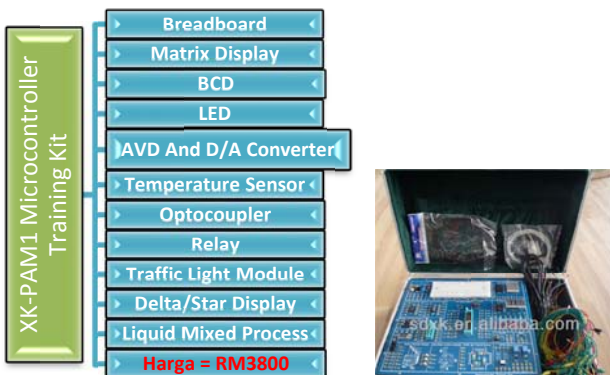 XK-PAM1 Microcontroller
Training Kit
Breadboard
Matrix Display
BCD
LED
AVD And D/A Converter
Temperature Sensor
Optocoupler
Relay
Traffic Light Module
Delta/Star Display
Liquid Mixed Process
Harga = RM3800
sdxk.en.alibaba.com